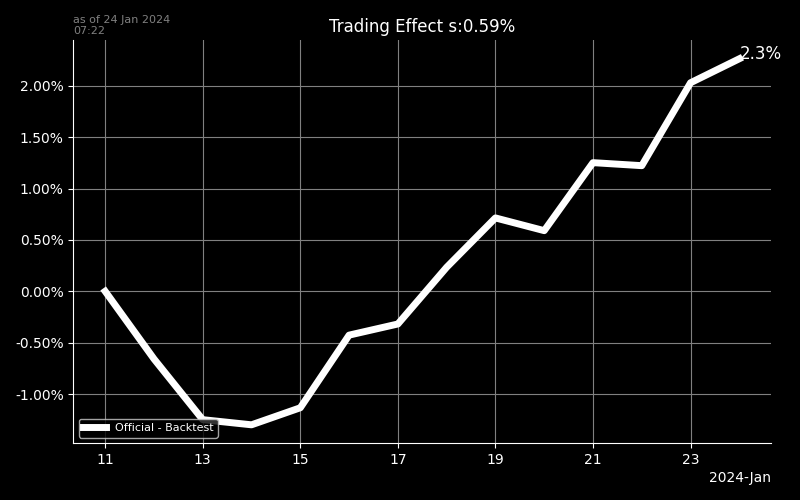 as of 24 Jan 2024
07:22
Trading Effect s:0.59%
2.3%
2.00%
1.50%
1.00%
0.50%
0.00%
-0.50%
-1.00%
Official - Backtest
11 13 15 17 19 21 23
2024-Jan